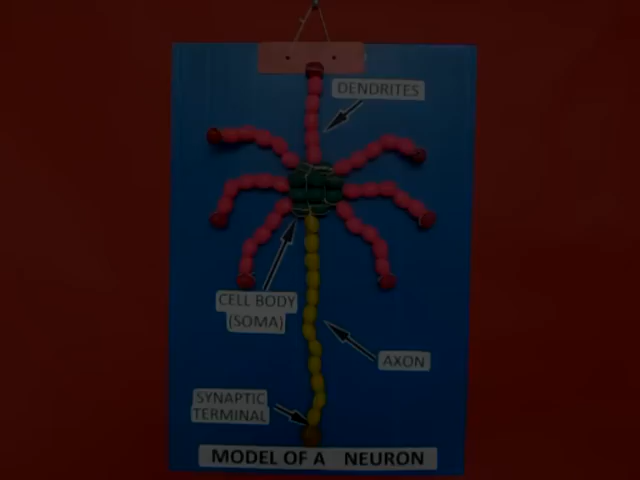 DENDRITES
CELL BODY
(SOMA)
AXON
SYNAPTIC
TERMINAL
MODEL OF A NEURON